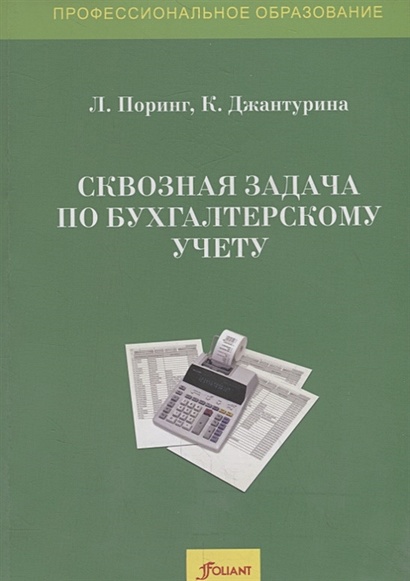 ПРОФЕССИОНАЛЬНОЕ ОБРАЗОВАНИЕ
Л. Поринг, К. Джантурина
СКВОЗНАЯ ЗАДАЧА
ПО БУХГАЛТЕРСКОМУ
УЧЕТУ
FOLIANT